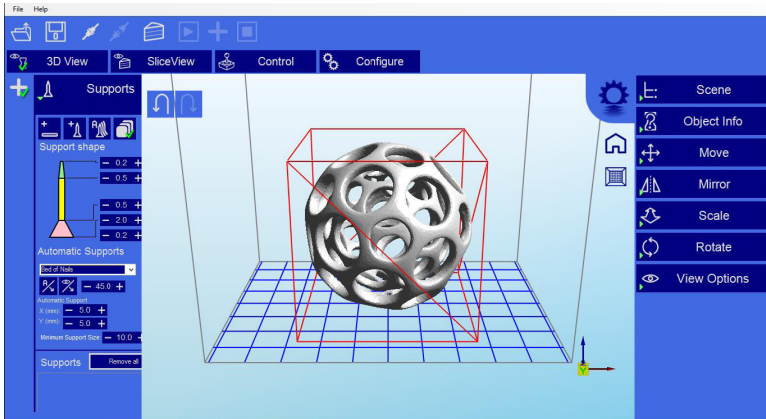 File Help
3D View SliceView Control Configure
Supports
Support shape
− 0.2 +
− 0.5 +
− 0.5 +
− 2.0 +
− 0.2 +
Automatic Supports
Bed of Nails
− 45.0 +
Automatic Support
X (mm): − 5.0 +
Y (mm): − 5.0 +
Minimum Support Size: − 10.0 +
Supports Remove all
Scene
Object Info
Move
Mirror
Scale
Rotate
View Options
Y